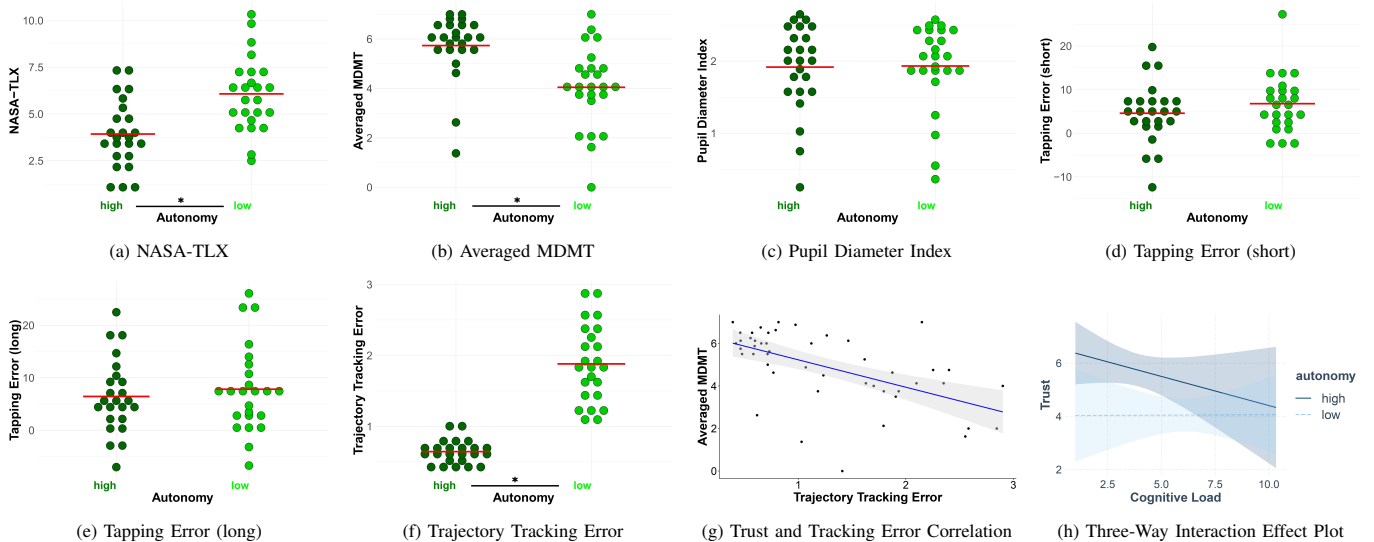 NASA−TLX
10.0
7.5
5.0
2.5
high
*
low
Autonomy
(a) NASA-TLX
Averaged MDMT
6
4
2
0
high
*
low
Autonomy
(b) Averaged MDMT
Pupil Diameter Index
2
1
high
low
Autonomy
(c) Pupil Diameter Index
Tapping Error (short)
20
10
0
−10
high
low
Autonomy
(d) Tapping Error (short)
Tapping Error (long)
20
10
0
high
low
Autonomy
(e) Tapping Error (long)
Trajectory Tracking Error
3
2
1
high
*
low
Autonomy
(f) Trajectory Tracking Error
Averaged MDMT
6
4
2
0
1
2
3
Trajectory Tracking Error
(g) Trust and Tracking Error Correlation
Trust
6
4
2
2.5
5.0
7.5
10.0
Cognitive Load
autonomy
high
low
(h) Three-Way Interaction Effect Plot